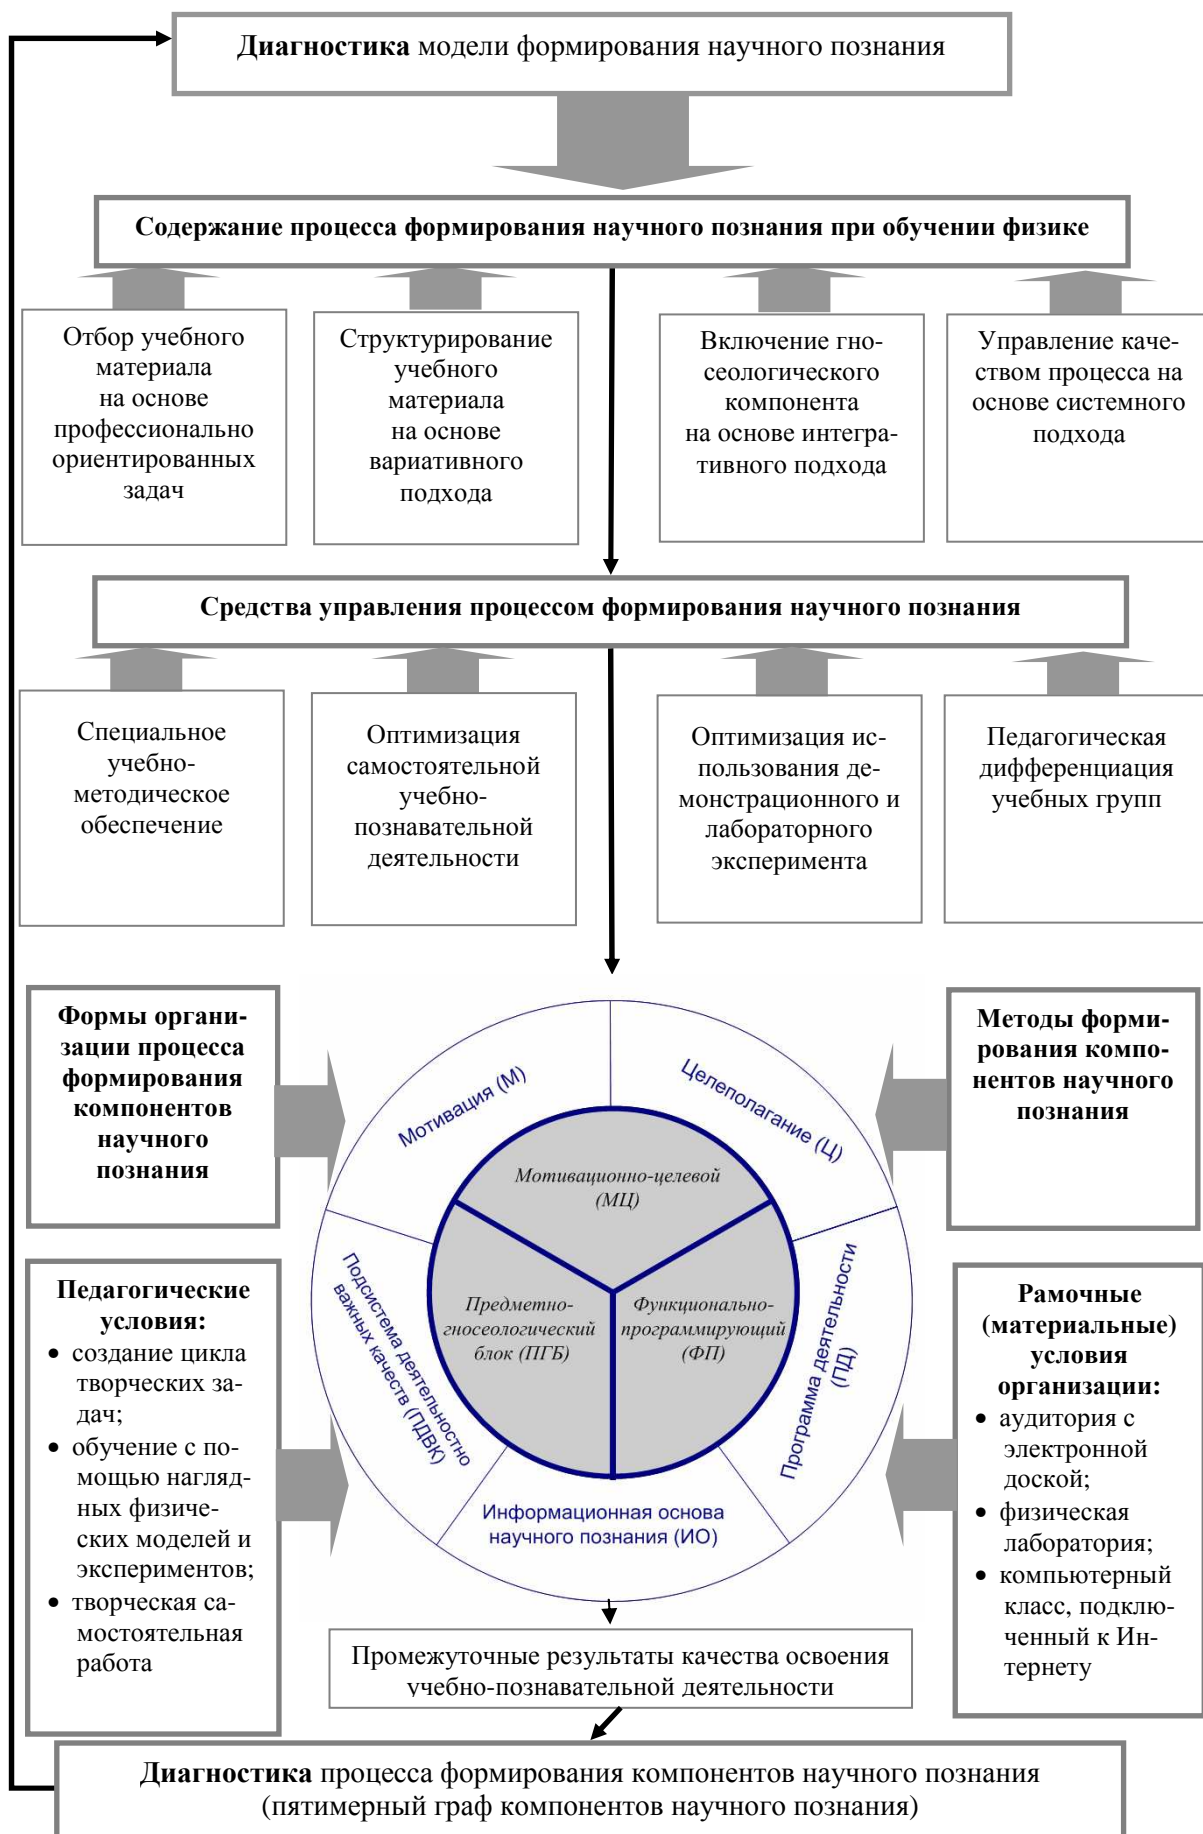 Диагностика модели формирования научного познания
Содержание процесса формирования научного познания при обучении физике
Отбор учебного
материала
на основе
профессионально
ориентированных
задач
Структурирование
учебного
материала
на основе
вариативного
подхода
Включение гно-
сеологического
компонента
на основе интегра-
тивного подхода
Управление каче-
ством процесса на
основе системного
подхода
Средства управления процессом формирования научного познания
Специальное
учебно-
методическое
обеспечение
Оптимизация
самостоятельной
учебно-
познавательной
деятельности
Оптимизация ис-
пользования де-
монстрационного и
лабораторного
эксперимента
Педагогическая
дифференциация
учебных групп
Формы органи-
зации процесса
формирования
компонентов
научного
познания
Методы форми-
рования компо-
нентов научного
познания
Мотивация (М)
Целеполагание (Ц)
Мотивационно-целевой
(МЦ)
Предметно-
гносеологический
блок (ПГБ)
Функционально-
программирующий
(ФП)
Подсистема деятельностно
важных качеств (ПДВК)
Программа деятельности
(ПД)
Информационная основа
научного познания (ИО)
Педагогические
условия:
• создание цикла
творческих за-
дач;
• обучение с по-
мощью нагляд-
ных физиче-
ских моделей и
экспериментов;
• творческая са-
мостоятельная
работа
Рамочные
(материальные)
условия
организации:
• аудитория с
электронной
доской;
• физическая
лаборатория;
• компьютерный
класс, подклю-
ченный к Ин-
тернету
Промежуточные результаты качества освоения
учебно-познавательной деятельности
Диагностика процесса формирования компонентов научного познания
(пятимерный граф компонентов научного познания)